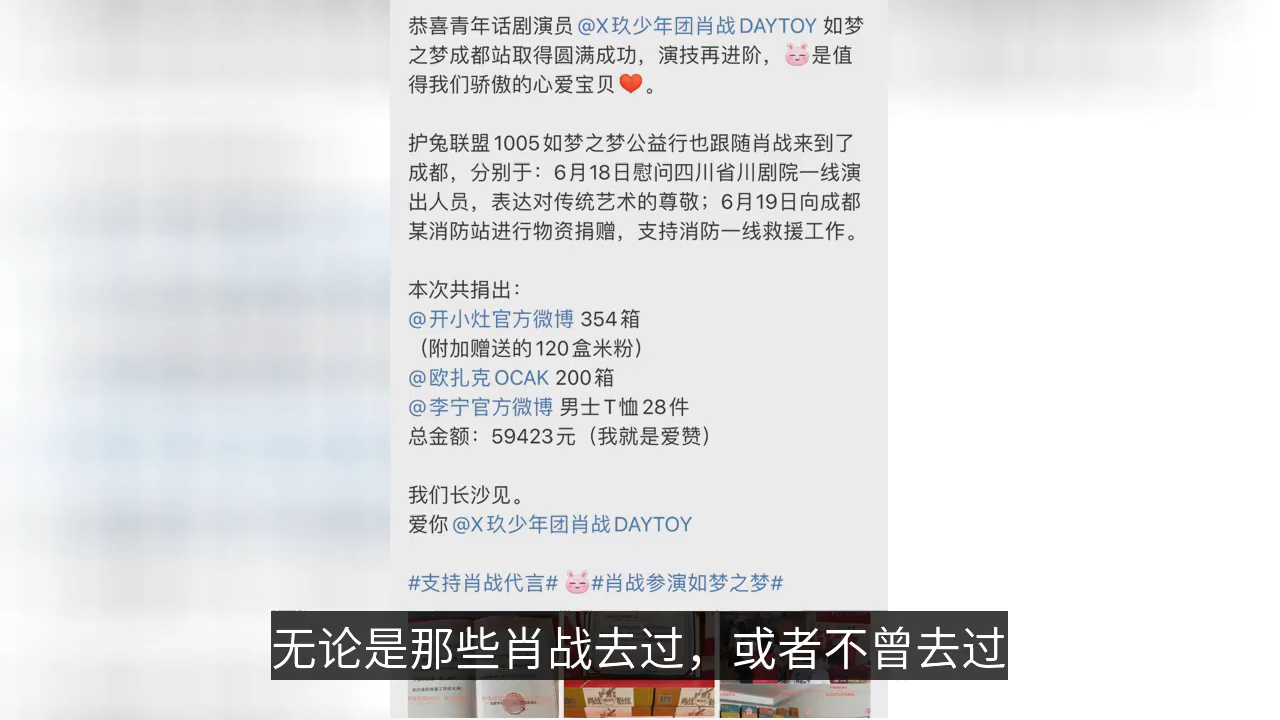 恭喜青年话剧演员@X玖少年团肖战DAYTOY 如梦
之梦成都站取得圆满成功，演技再进阶，是值
得我们骄傲的心爱宝贝❤️。
护兔联盟1005如梦之梦公益行也跟随肖战来到了
成都，分别于：6月18日慰问四川省川剧院一线演
出人员，表达对传统艺术的尊敬；6月19日向成都
某消防站进行物资捐赠，支持消防一线救援工作。
本次共捐出：
@开小灶官方微博 354箱
（附加赠送的120盒米粉）
@欧扎克OCAK 200箱
@李宁官方微博 男士T恤28件
总金额：59423元（我就是爱赞）
我们长沙见。
爱你@X玖少年团肖战DAYTOY
#支持肖战代言# #肖战参演如梦之梦#
无论是那些肖战去过，或者不曾去过